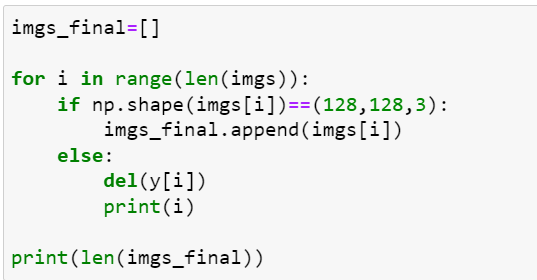 imgs_final=[]
for i in range(len(imgs)):
    if np.shape(imgs[i])==(128,128,3):
        imgs_final.append(imgs[i])
    else:
        del(y[i])
        print(i)
print(len(imgs_final))